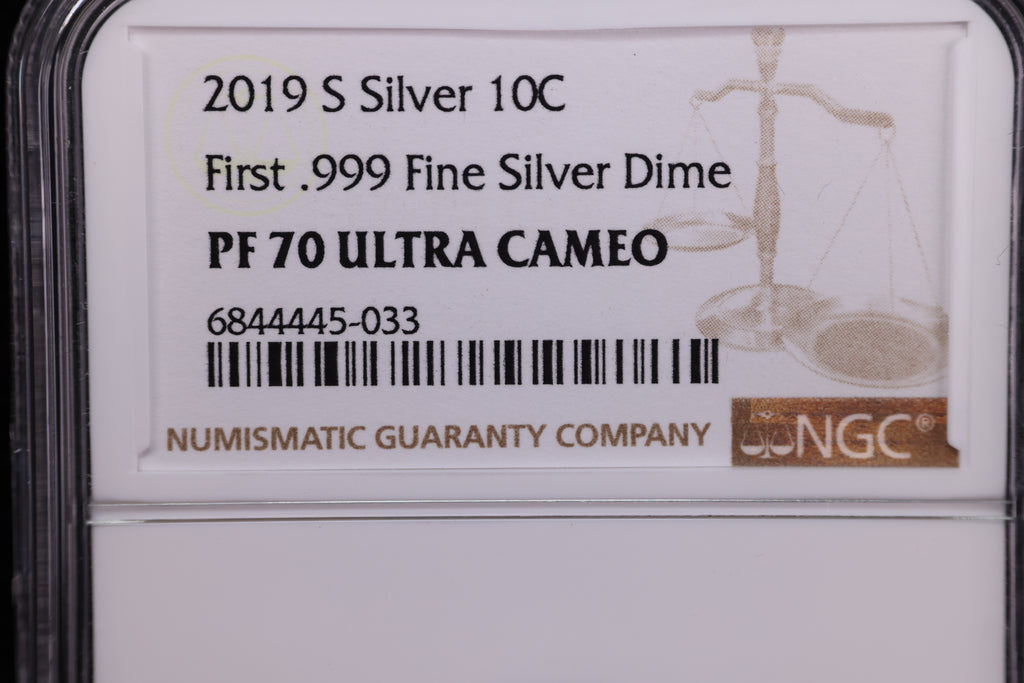 2019 S Silver 10C
First .999 Fine Silver Dime
PF 70 ULTRA CAMEO
6844445-033
NUMISMATIC GUARANTY COMPANY
NGC®